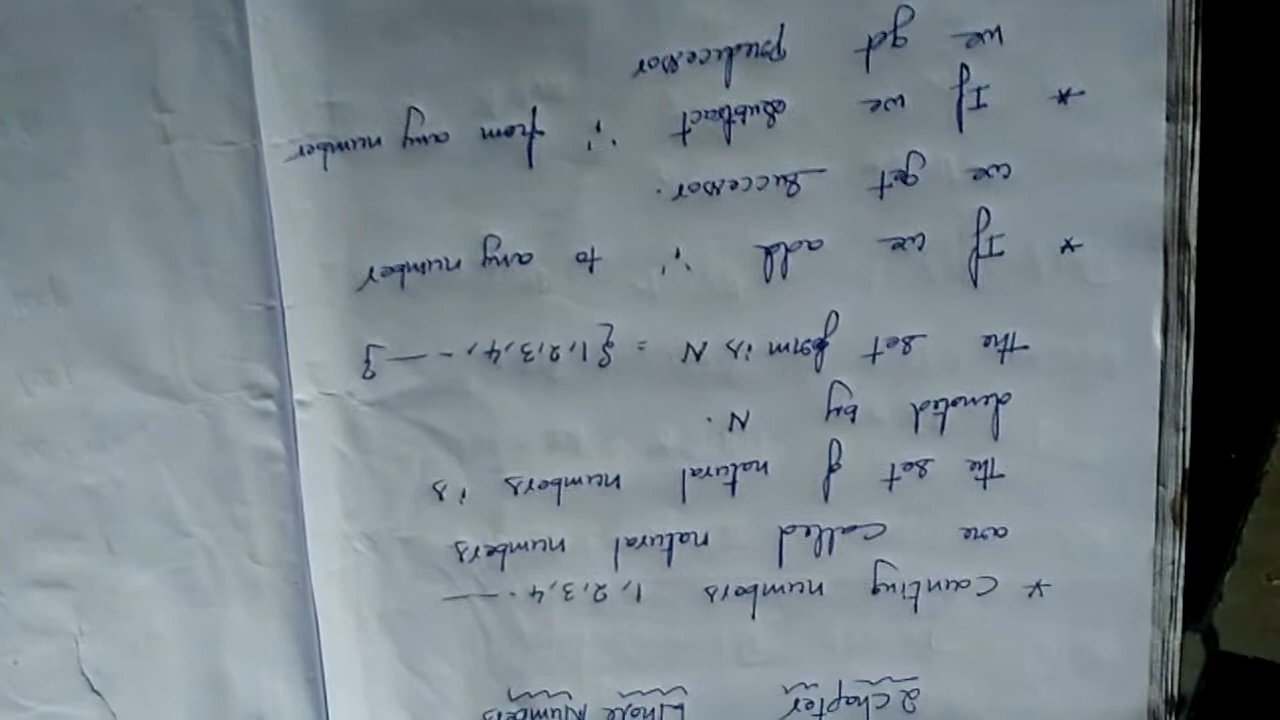 2 Chapter Whole Numbers
* Counting numbers 1, 2, 3, 4 . - —
are called natural numbers
The set of natural numbers is
denoted by N.
the set form is N = {1, 2, 3, 4, - . — }
* If we add '1' to any number
we get successor.
* If we subtract '1' from any number
we get predecessor